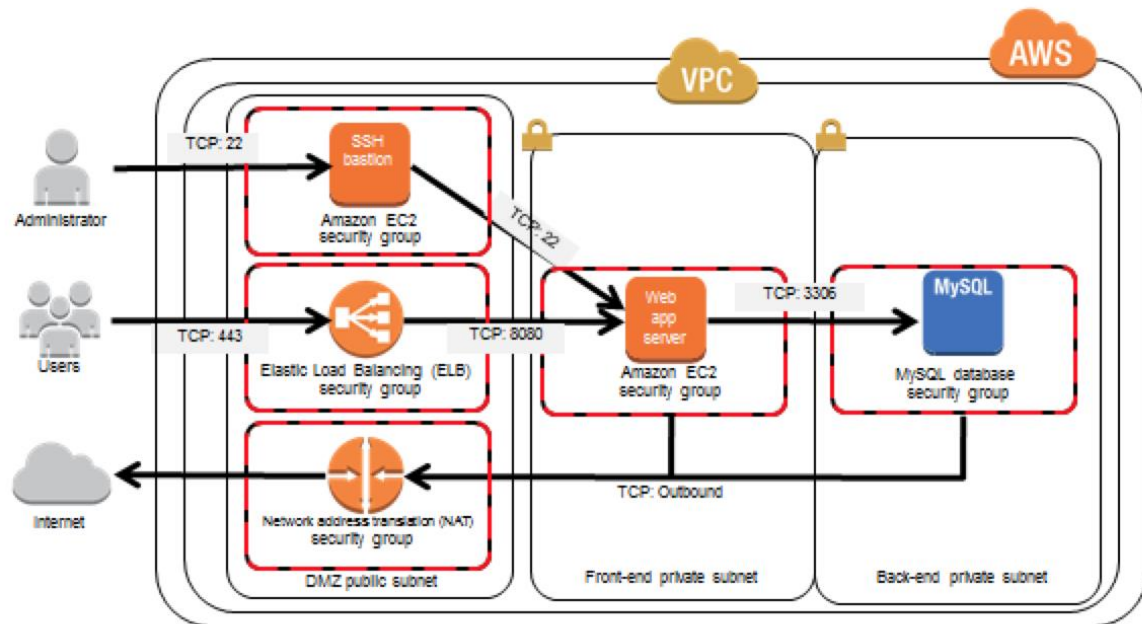 AWS
VPC
TCP: 22
SSH
bastion
Administrator
Amazon EC2
security group
TCP: 22
Users
TCP: 443
Elastic Load Balancing (ELB)
security group
TCP: 8080
Web
app
server
Amazon EC2
security group
TCP: 3306
MySQL
MySQL database
security group
Internet
Network address translation (NAT)
security group
TCP: Outbound
DMZ public subnet
Front-end private subnet
Back-end private subnet